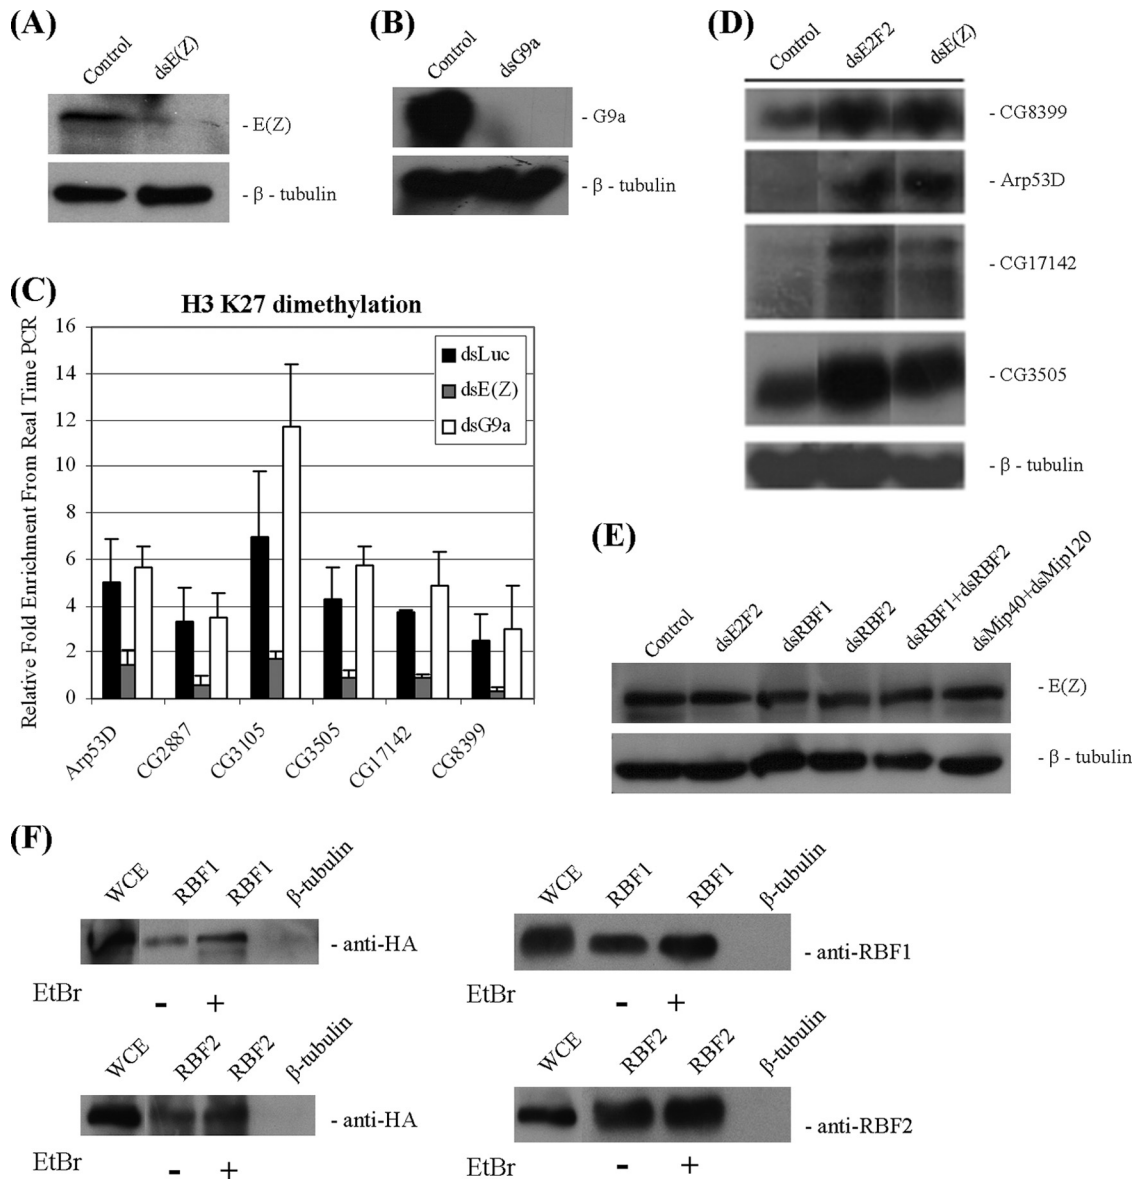 (A)
Control
dsE(Z)
- E(Z)
- β - tubulin
(B)
Control
dsG9a
- G9a
- β - tubulin
(C)
H3 K27 dimethylation
Relative Fold Enrichment From Real Time PCR
16
14
12
10
8
6
4
2
0
dsLuc
dsE(Z)
dsG9a
Arp53D
CG2887
CG3105
CG3505
CG17142
CG8399
(D)
Control
dsE2F2
dsE(Z)
- CG8399
- Arp53D
- CG17142
- CG3505
- β - tubulin
(E)
Control
dsE2F2
dsRBF1
dsRBF2
dsRBF1+dsRBF2
dsMip40+dsMip120
- E(Z)
- β - tubulin
(F)
WCE
RBF1
RBF1
β-tubulin
- anti-HA
EtBr - +
WCE
RBF1
RBF1
β-tubulin
- anti-RBF1
EtBr - +
WCE
RBF2
RBF2
β-tubulin
- anti-HA
EtBr - +
WCE
RBF2
RBF2
β-tubulin
- anti-RBF2
EtBr - +